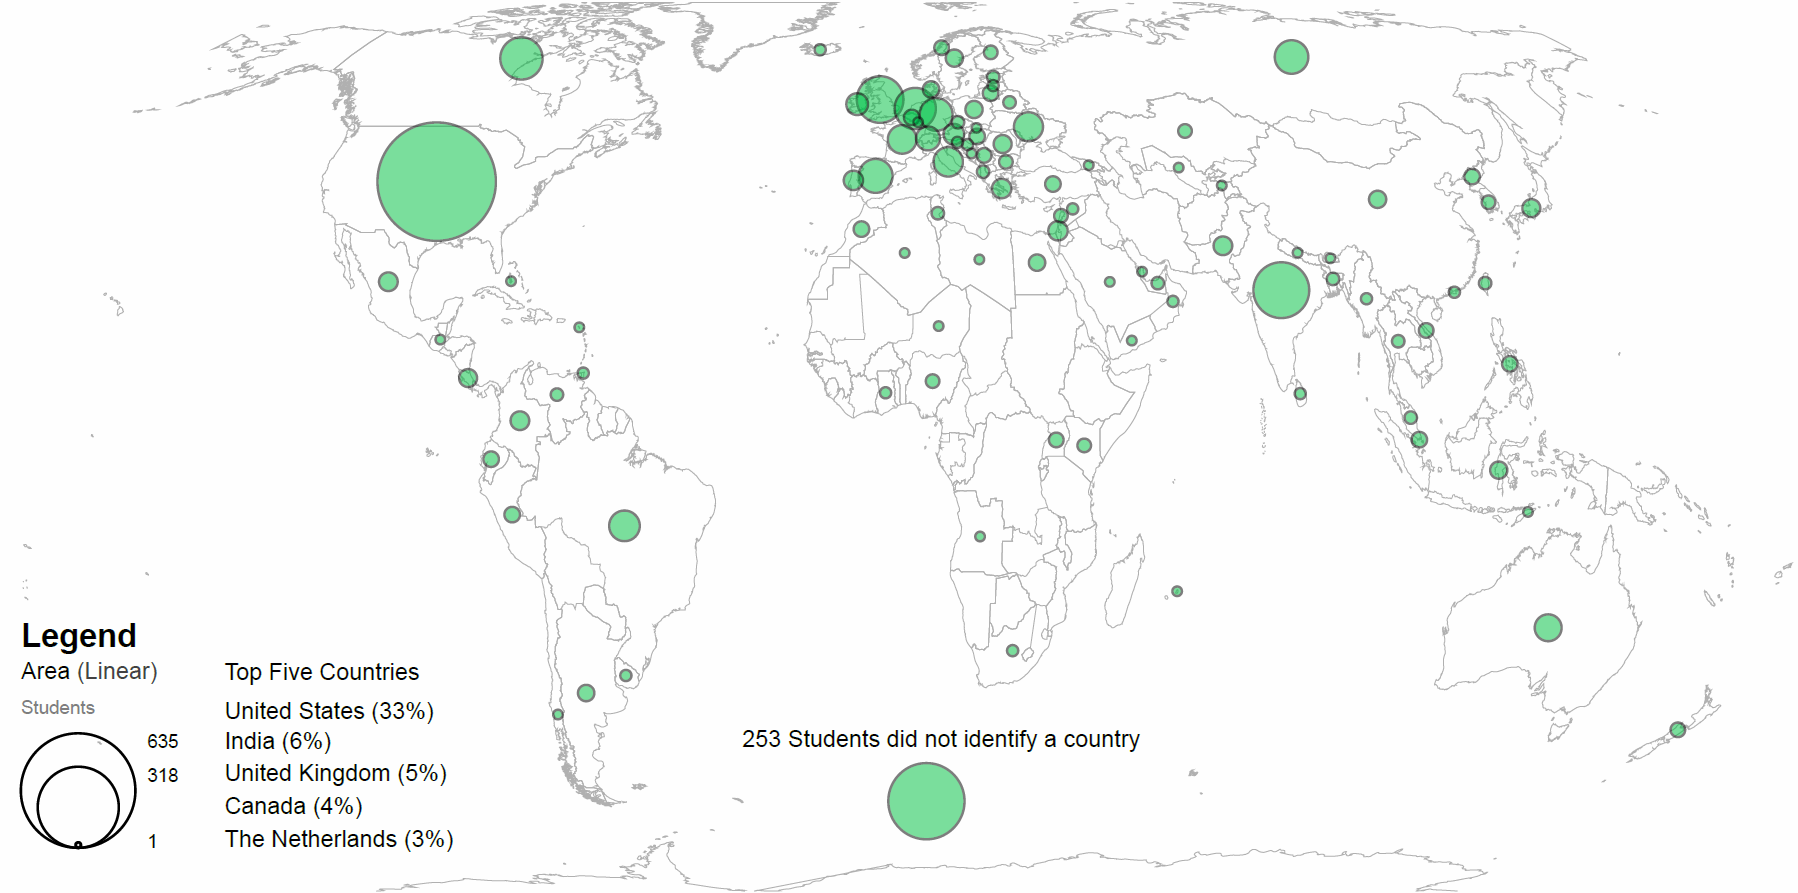 Legend
Area (Linear)
Students
635
318
1
Top Five Countries
United States (33%)
India (6%)
United Kingdom (5%)
Canada (4%)
The Netherlands (3%)
253 Students did not identify a country